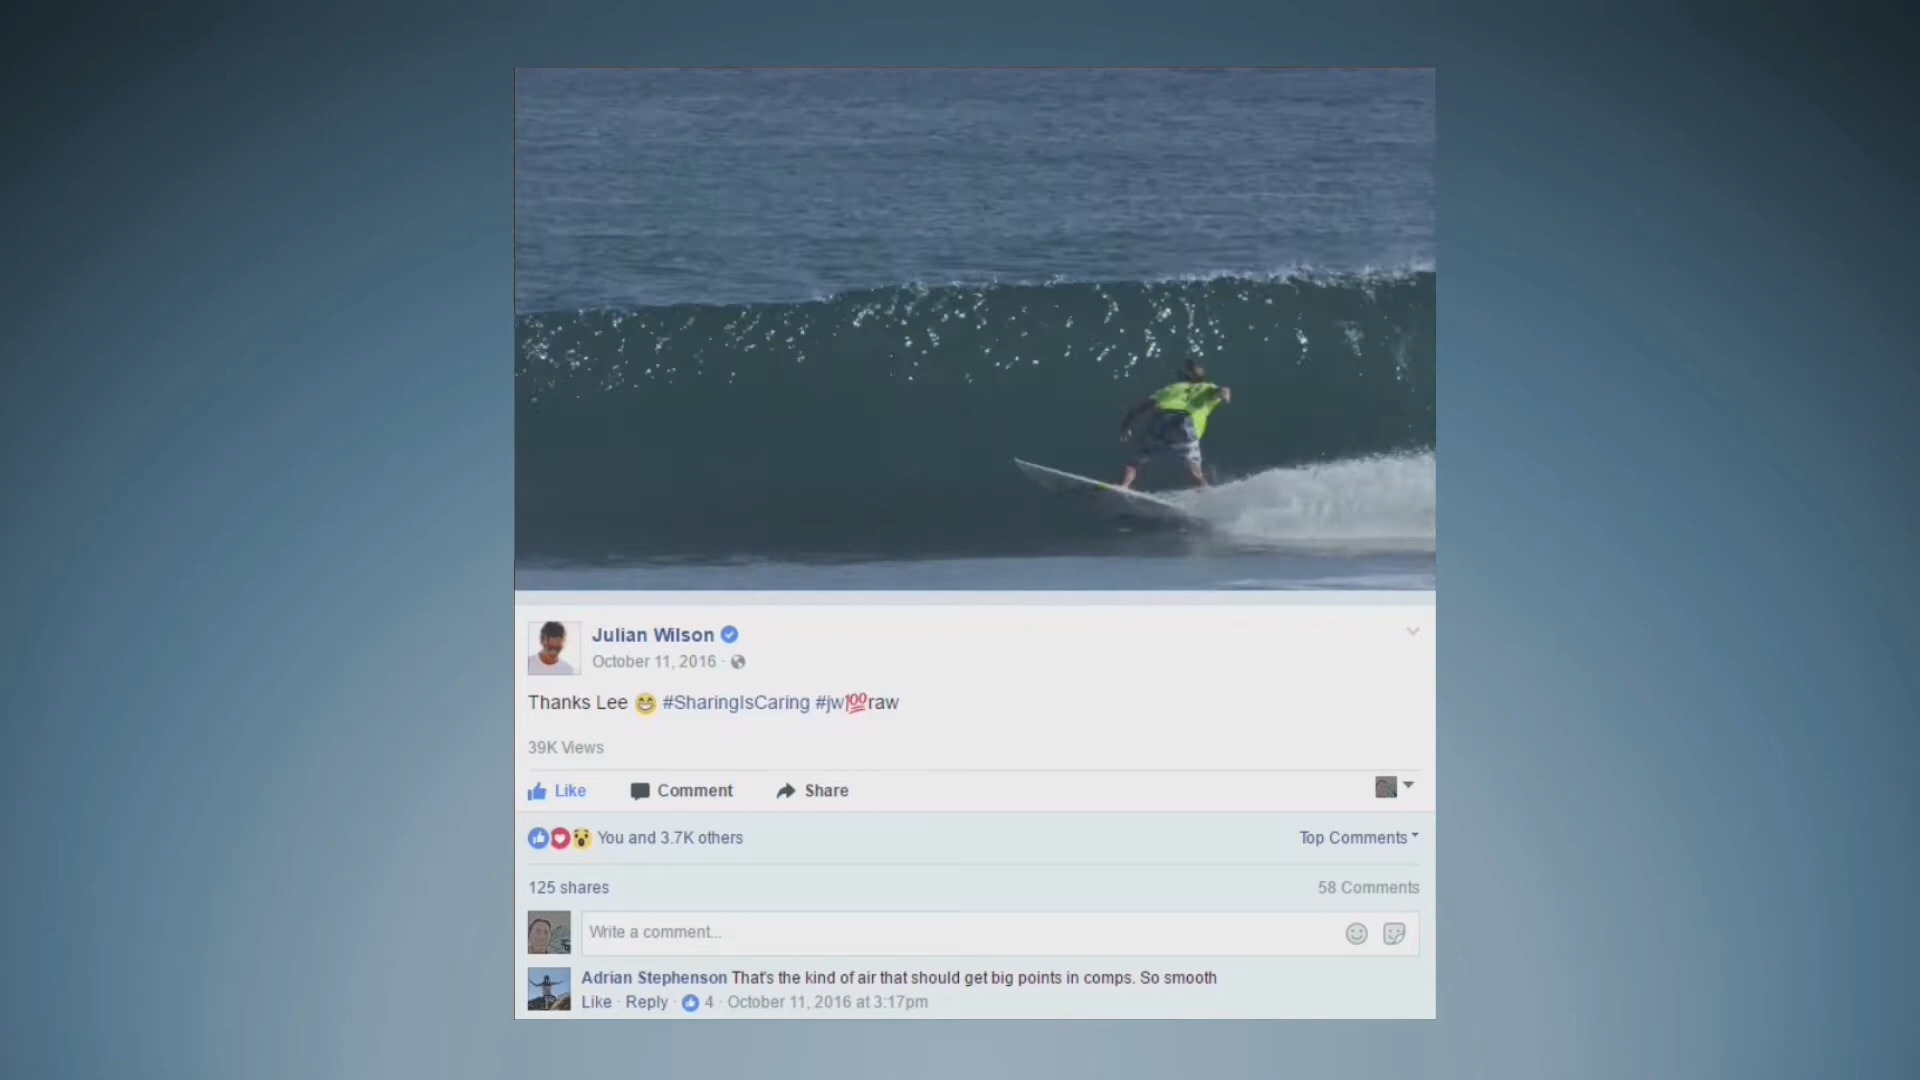 Julian Wilson
October 11, 2016 ·
Thanks Lee 😁 #SharingIsCaring #jw💯raw
39K Views
Like Comment Share
You and 3.7K others Top Comments
125 shares 58 Comments
Write a comment...
Adrian Stephenson That's the kind of air that should get big points in comps. So smooth
Like · Reply · 4 · October 11, 2016 at 3:17pm